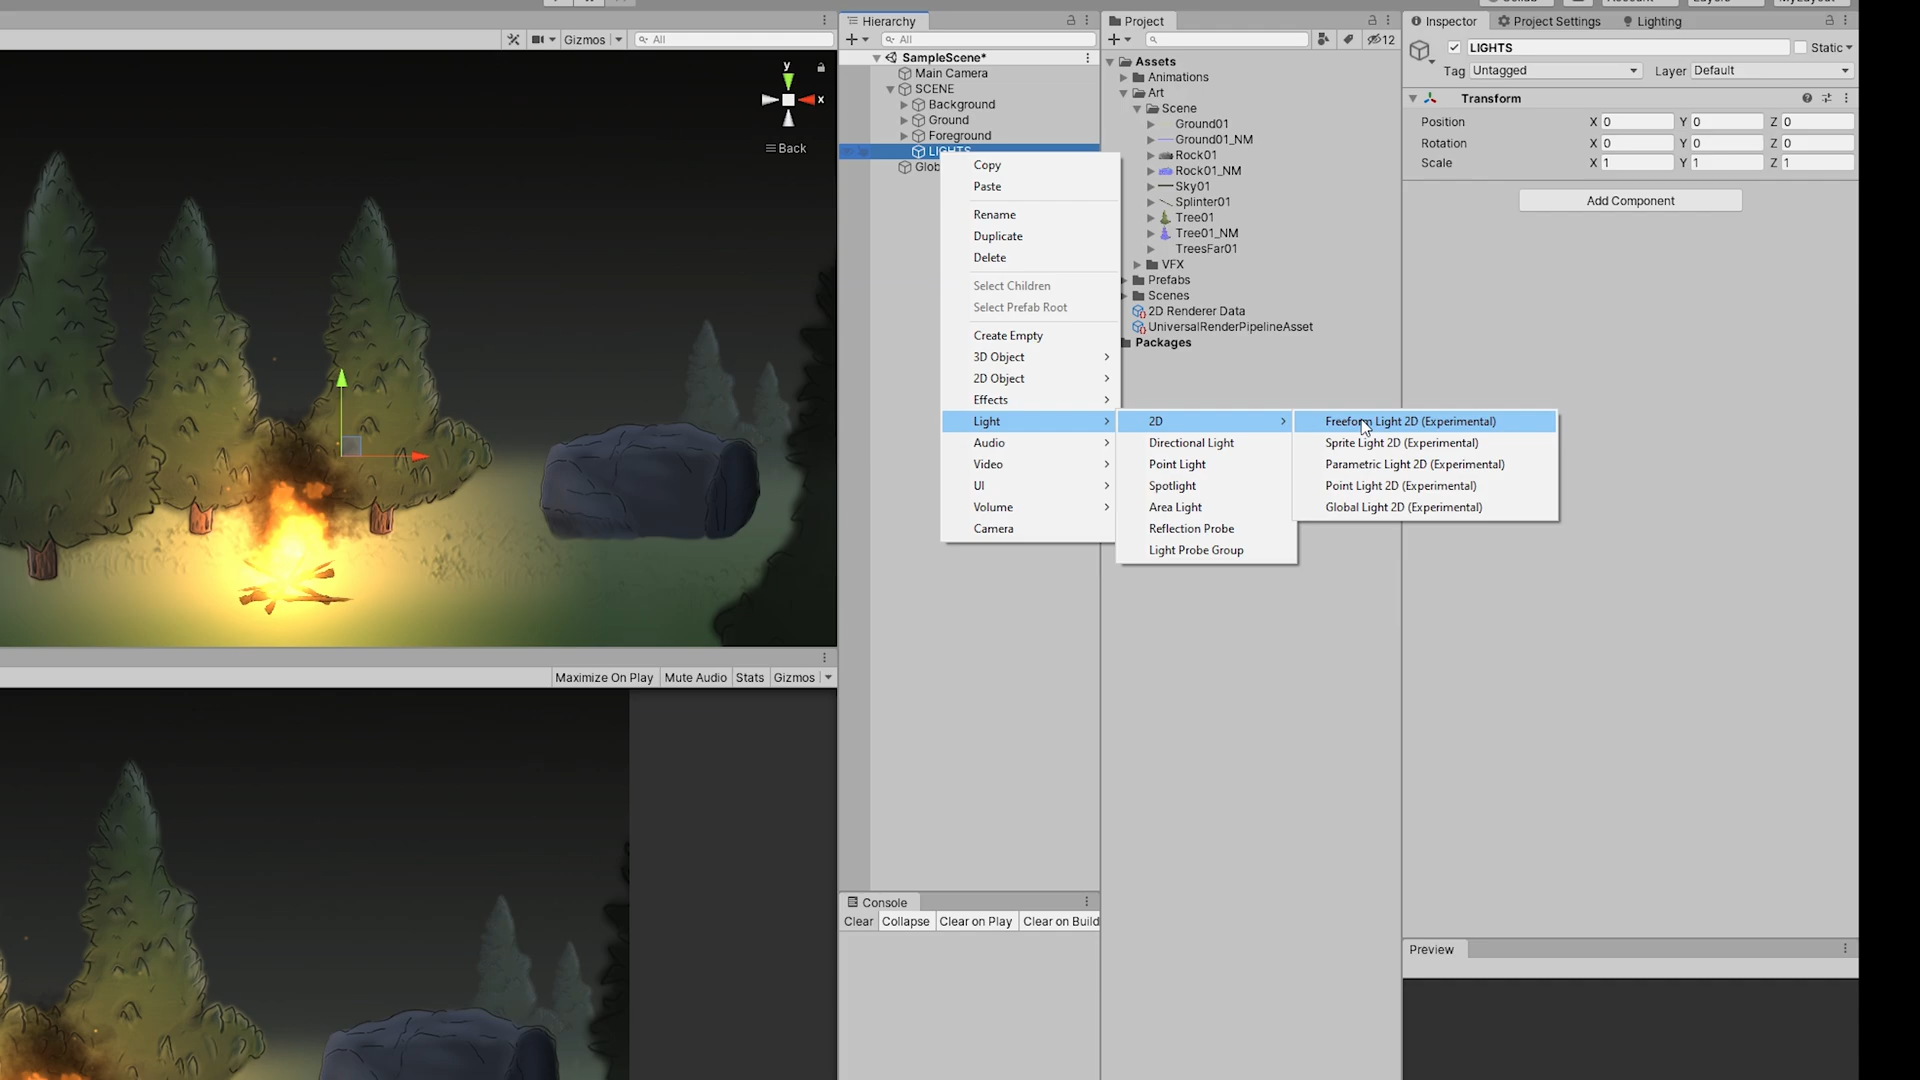 Hierarchy
Project
Inspector
Project Settings
Lighting
Gizmos
All
All
12
LIGHTS
Static
Tag Untagged
Layer Default
SampleScene*
Main Camera
SCENE
Background
Ground
Foreground
LIGHTS
Glob
Assets
Animations
Art
Scene
Ground01
Ground01_NM
Rock01
Rock01_NM
Sky01
Splinter01
Tree01
Tree01_NM
TreesFar01
VFX
Prefabs
Scenes
2D Renderer Data
UniversalRenderPipelineAsset
Packages
Transform
Position X 0 Y 0 Z 0
Rotation X 0 Y 0 Z 0
Scale X 1 Y 1 Z 1
Add Component
y
x
Back
Copy
Paste
Rename
Duplicate
Delete
Select Children
Select Prefab Root
Create Empty
3D Object
2D Object
Effects
Light
Audio
Video
UI
Volume
Camera
2D
Directional Light
Point Light
Spotlight
Area Light
Reflection Probe
Light Probe Group
Freeform Light 2D (Experimental)
Sprite Light 2D (Experimental)
Parametric Light 2D (Experimental)
Point Light 2D (Experimental)
Global Light 2D (Experimental)
Maximize On Play
Mute Audio
Stats
Gizmos
Console
Clear
Collapse
Clear on Play
Clear on Build
Preview